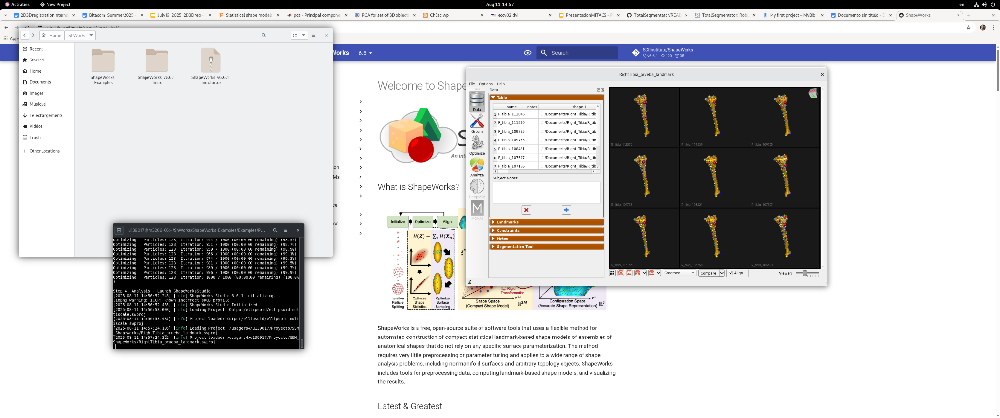 Activities
New Project
Aug 11 14:57
en
2D3DregistrationIntern
Bitacora_Summer2025 -
July16_2025_2D3Dreg -
Statistical shape models
pca - Principal compone
PCA for set of 3D objects
Ch5sc.wp
eccv02.dvi
PresentacionMITACS - P
TotalSegmentator/READ
TotalSegmentator: Robu
My first project – MyBib
Documento sin título - D
ShapeWorks
Apps
Home
ShWorks
Recent
Starred
Home
Documents
Images
Musique
Téléchargements
Vidéos
Trash
Other Locations
ShapeWorks-
Examples
ShapeWorks-v6.6.1-
linux
ShapeWorks-v6.6.1-
linux.tar.gz
Works
6.6
Search
SCIInstitute/ShapeWorks
v6.6.1 120 35
Welcome to Shape
S
An Int
What is ShapeWorks?
Initialize
Optimize
Align
H(Z) − ∑n H(Xn)
Iterative
Particle
Splitting
Optimize
Shape
Statistics
Optimize
Surface
Sampling
Tn: Rigid
Transformation
z1,1
Shape Space
(Compact Shape Model)
ℝ3M
x1
Configuration Space
(Accurate Shape Representation)
ℝ3
ShapeWorks is a free, open-source suite of software tools that uses a flexible method for
automated construction of compact statistical landmark-based shape models of ensembles of
anatomical shapes that do not rely on any specific surface parameterization. The method
requires very little preprocessing or parameter tuning and applies to a wide range of shape
analysis problems, including nonmanifold surfaces and arbitrary topology objects. ShapeWorks
includes tools for preprocessing data, computing landmark-based shape models, and visualizing
the results.
Latest & Greatest
u139017@m3206-05:~/ShWorks/ShapeWorks-Examples/Examples/P...
Optimizing : Particles: 128, Iteration: 944 / 1000 (00:00:00 remaining) (98.5%)
Optimizing : Particles: 128, Iteration: 951 / 1000 (00:00:00 remaining) (98.7%)
Optimizing : Particles: 128, Iteration: 959 / 1000 (00:00:00 remaining) (98.9%)
Optimizing : Particles: 128, Iteration: 966 / 1000 (00:00:00 remaining) (99.1%)
Optimizing : Particles: 128, Iteration: 974 / 1000 (00:00:00 remaining) (99.3%)
Optimizing : Particles: 128, Iteration: 981 / 1000 (00:00:00 remaining) (99.5%)
Optimizing : Particles: 128, Iteration: 989 / 1000 (00:00:00 remaining) (99.7%)
Optimizing : Particles: 128, Iteration: 996 / 1000 (00:00:00 remaining) (99.9%)
Optimizing : Particles: 128, Iteration: 1000 / 1000 (00:00:00 remaining) (100.0%
)
Step 4. Analysis - Launch ShapeWorksStudio
[2025-08-11 14:56:52.246] [info] ShapeWorks Studio 6.6.1 initializing...
libpng warning: iCCP: known incorrect sRGB profile
[2025-08-11 14:56:52.435] [info] ShapeWorks Studio Initialized
[2025-08-11 14:56:53.008] [info] Loading Project: Output/ellipsoid/ellipsoid_mul
tiscale.swproj
[2025-08-11 14:56:53.487] [info] Project loaded: Output/ellipsoid/ellipsoid_mult
iscale.swproj
[2025-08-11 14:57:24.106] [info] Loading Project: /usagers4/u139017/Proyecto/SSM
_ShapeWorks/RightTibia_prueba_landmark.swproj
[2025-08-11 14:57:24.322] [info] Project loaded: /usagers4/u139017/Proyecto/SSM_
ShapeWorks/RightTibia_prueba_landmark.swproj
RightTibia_prueba_landmark
File Options Help
Data
Groom
Optimize
Analyze
DeepSSM
M
MONAI
Data
Table
name notes shape_1
1 R_tibia_112076 ../../Documents/Right_Tibia/R_tib
2 R_tibia_111539 ../../Documents/Right_Tibia/R_tib
3 R_tibia_109755 ../../Documents/Right_Tibia/R_tib
4 R_tibia_109733 ../../Documents/Right_Tibia/R_tib
5 R_tibia_108421 ../../Documents/Right_Tibia/R_tib
6 R_tibia_107597 ../../Documents/Right_Tibia/R_tib
7 R_tibia_107156 ../../Documents/Right_Tibia/R_tib
Subject Notes:
Landmarks
Constraints
Notes
Segmentation Tool
R_tibia_112076
R_tibia_111539
R_tibia_109755
R_tibia_109733
R_tibia_108421
R_tibia_107597
R_tibia_107156
R_tibia_106754
Groomed
Compare
Align
Viewers